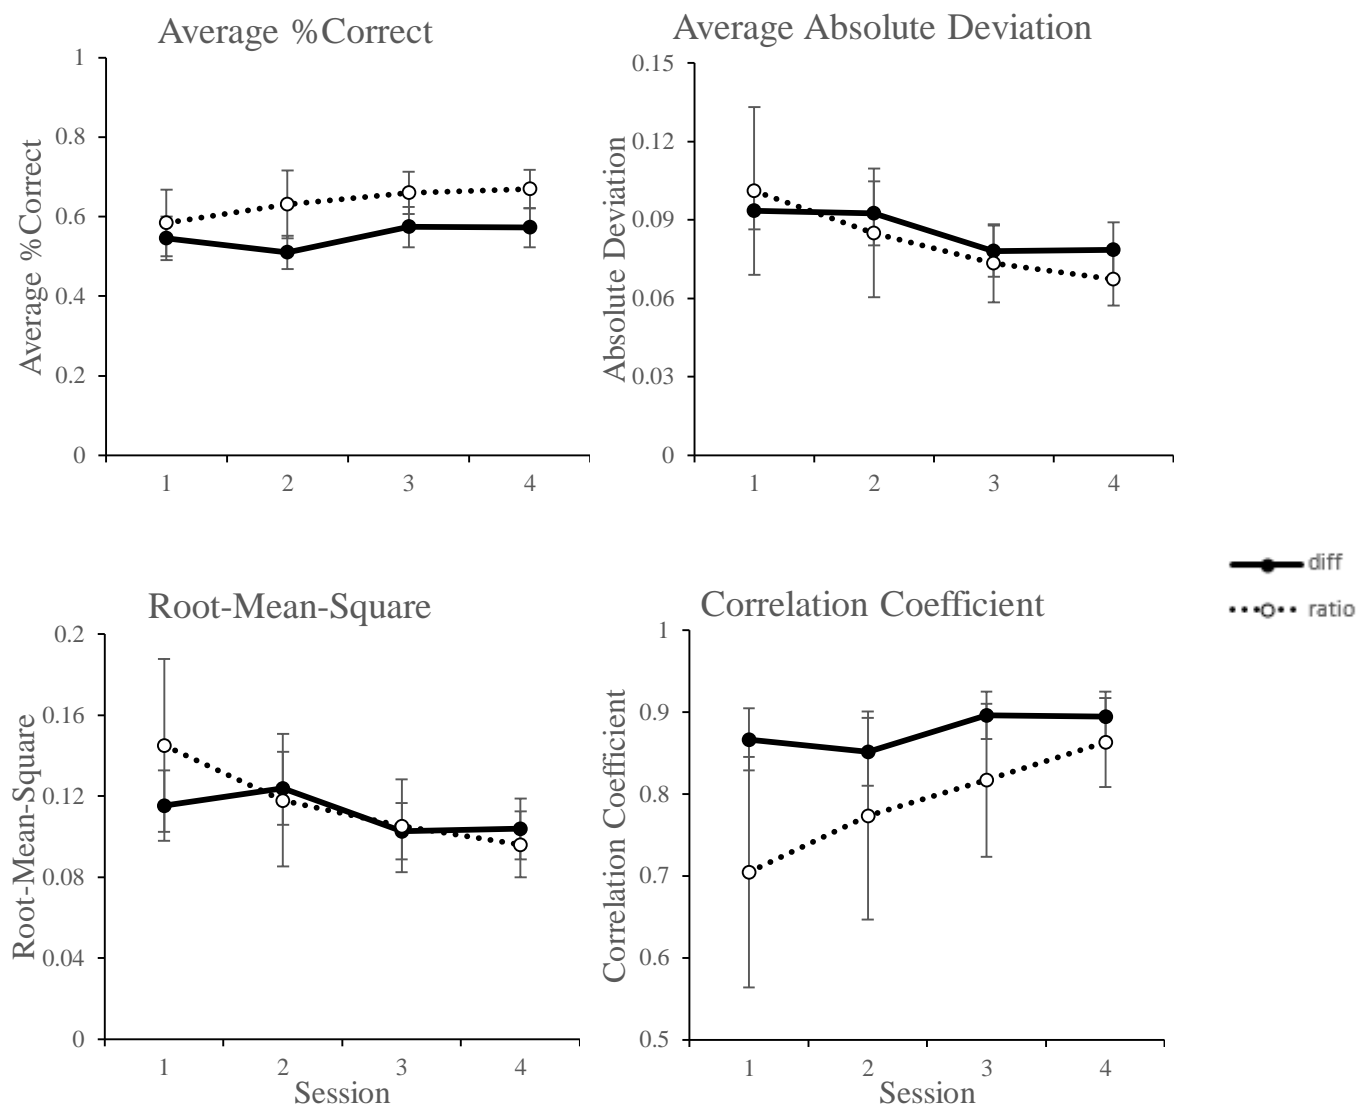 Average %Correct
Average %Correct
1
0.8
0.6
0.4
0.2
0
1 2 3 4
Average Absolute Deviation
Absolute Deviation
0.15
0.12
0.09
0.06
0.03
0
1 2 3 4
diff
ratio
Root-Mean-Square
Root-Mean-Square
0.2
0.16
0.12
0.08
0.04
0
1 2 3 4
Session
Correlation Coefficient
Correlation Coefficient
1
0.9
0.8
0.7
0.6
0.5
1 2 3 4
Session